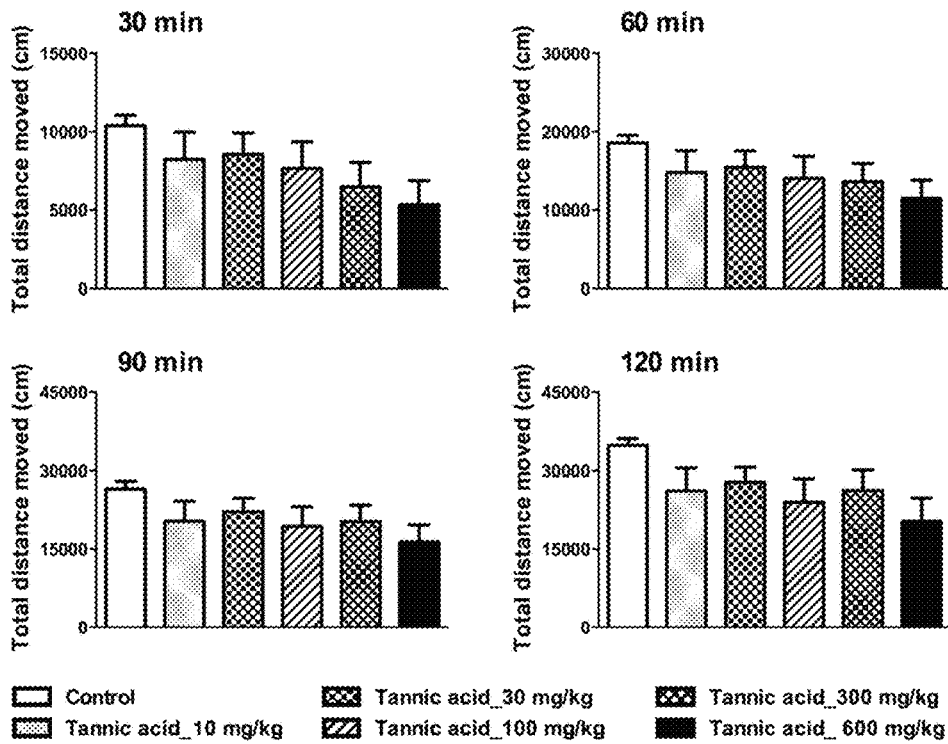 30 min
Total distance moved (cm)
15000
10000
5000
0
60 min
Total distance moved (cm)
30000
20000
10000
0
90 min
Total distance moved (cm)
45000
30000
15000
0
120 min
Total distance moved (cm)
45000
30000
15000
0
Control
Tannic acid_30 mg/kg
Tannic acid_300 mg/kg
Tannic acid_10 mg/kg
Tannic acid_100 mg/kg
Tannic acid_ 600 mg/kg